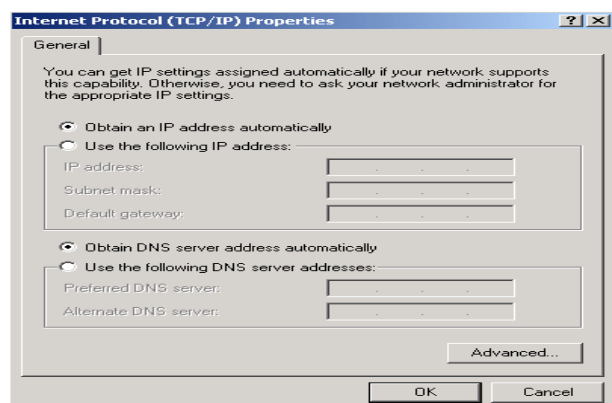 Internet Protocol (TCP/IP) Properties
General
You can get IP settings assigned automatically if your network supports
this capability. Otherwise, you need to ask your network administrator for
the appropriate IP settings.
Obtain an IP address automatically
Use the following IP address:
IP address:
Subnet mask:
Default gateway:
Obtain DNS server address automatically
Use the following DNS server addresses:
Preferred DNS server:
Alternate DNS server:
Advanced...
OK
Cancel